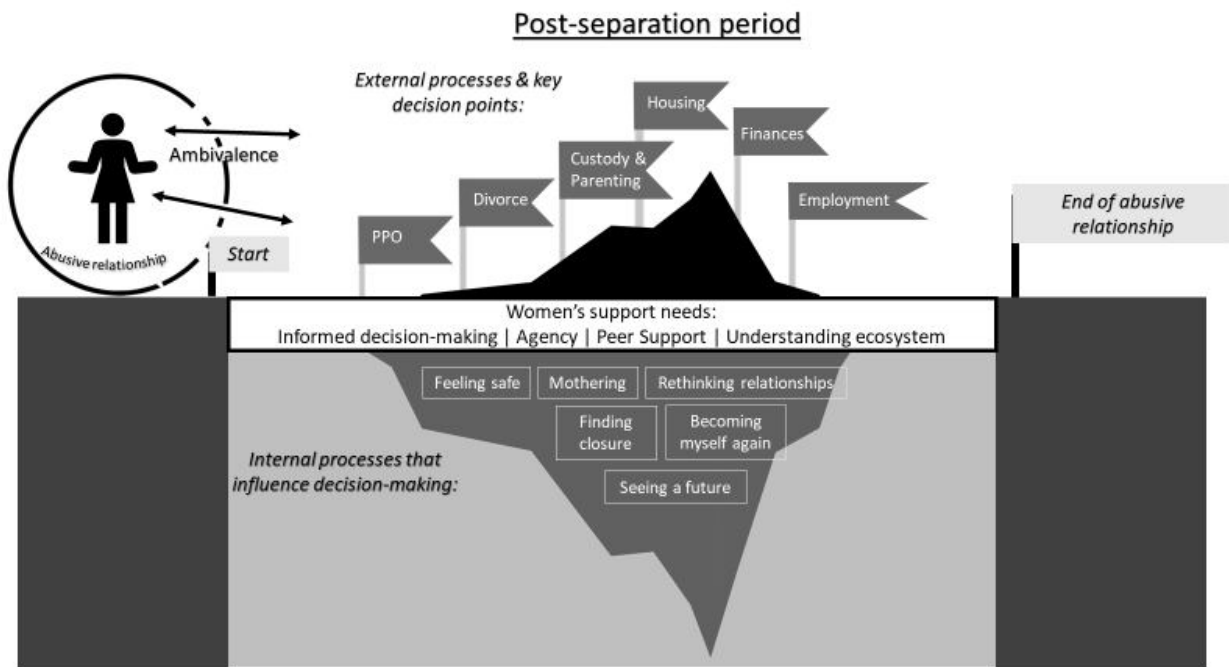 Post-separation period
External processes & key
decision points:
Ambivalence
Abusive relationship
Start
PPO
Divorce
Custody &
Parenting
Housing
Finances
Employment
End of abusive
relationship
Women’s support needs:
Informed decision-making | Agency | Peer Support | Understanding ecosystem
Feeling safe
Mothering
Rethinking relationships
Finding
closure
Becoming
myself again
Internal processes that
influence decision-making:
Seeing a future